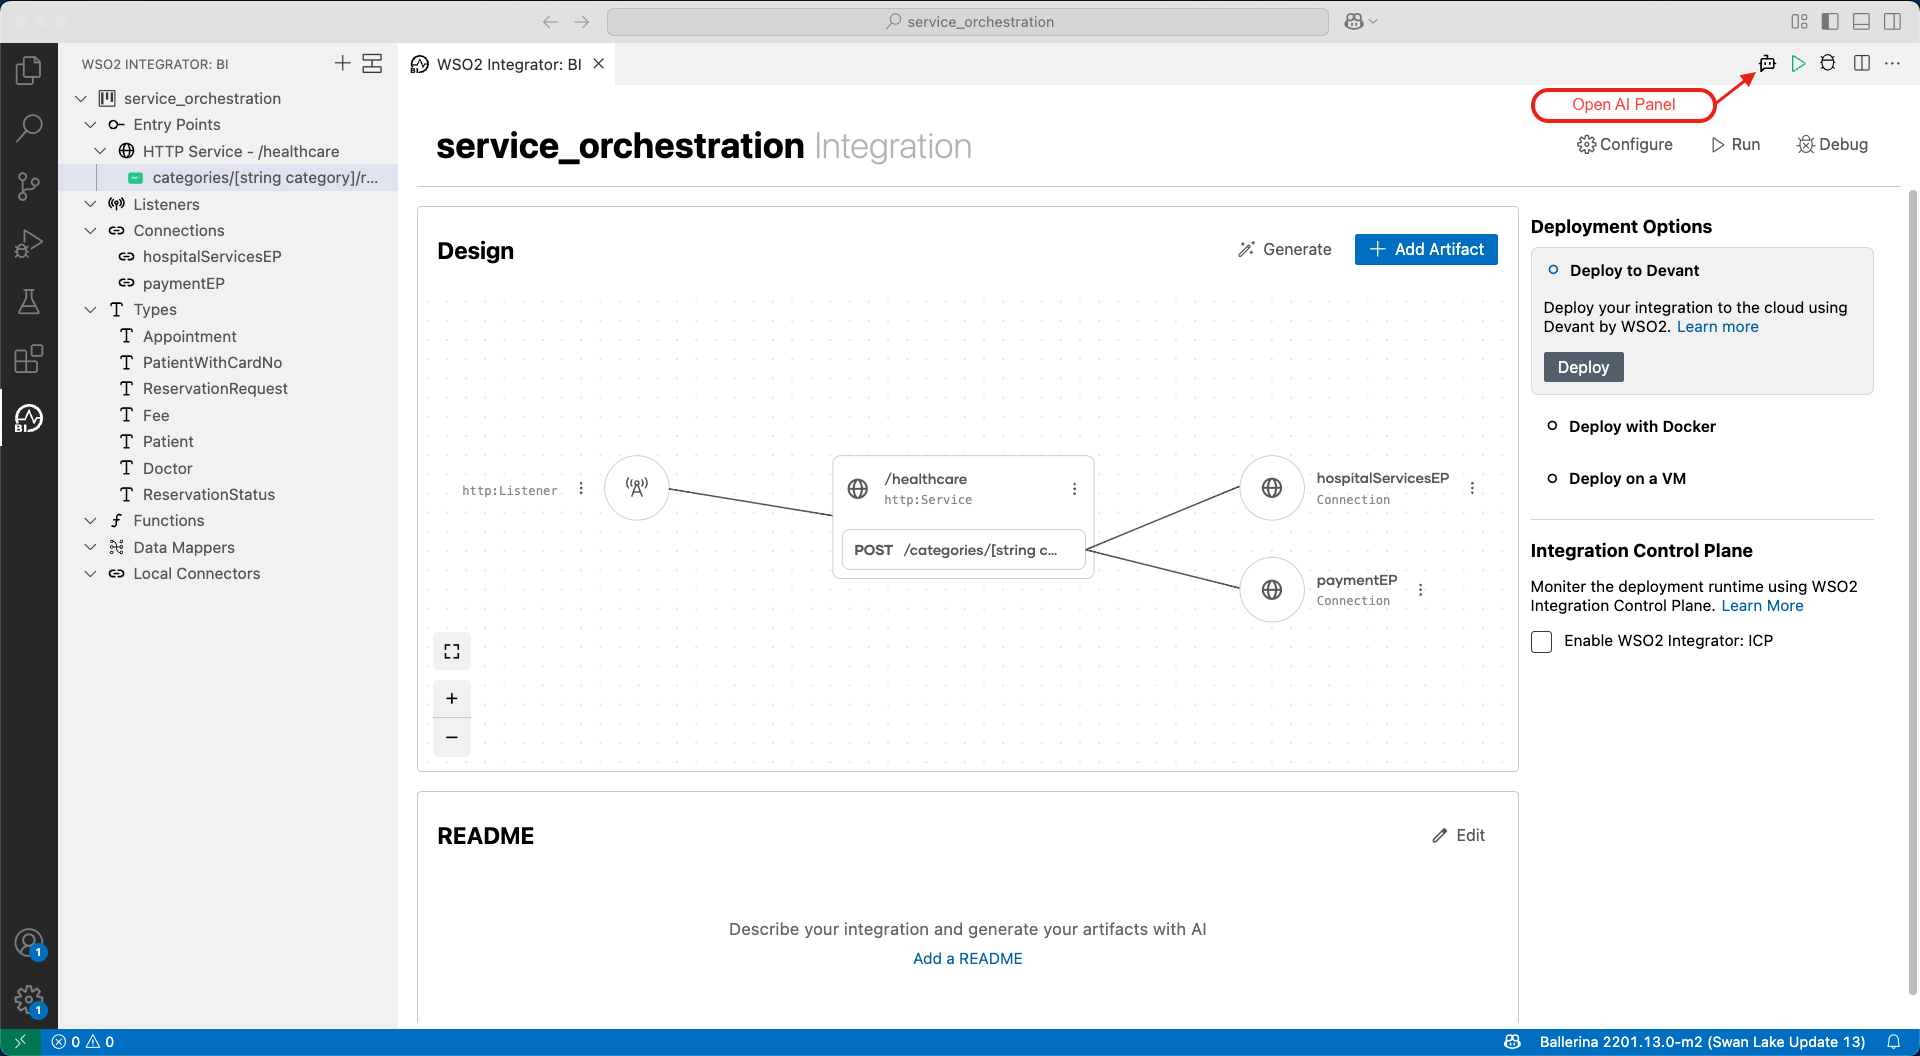 service_orchestration
WSO2 INTEGRATOR: BI
WSO2 Integrator: BI
Open AI Panel
service_orchestration
Entry Points
HTTP Service - /healthcare
categories/[string category]/r...
Listeners
Connections
hospitalServicesEP
paymentEP
Types
Appointment
PatientWithCardNo
ReservationRequest
Fee
Patient
Doctor
ReservationStatus
Functions
Data Mappers
Local Connectors
service_orchestration Integration
Configure
Run
Debug
Design
Generate
Add Artifact
http:Listener
/healthcare
http:Service
POST /categories/[string c...
hospitalServicesEP
Connection
paymentEP
Connection
Deployment Options
Deploy to Devant
Deploy your integration to the cloud using
Devant by WSO2. Learn more
Deploy
Deploy with Docker
Deploy on a VM
Integration Control Plane
Moniter the deployment runtime using WSO2
Integration Control Plane. Learn More
Enable WSO2 Integrator: ICP
README
Edit
Describe your integration and generate your artifacts with AI
Add a README
1
1
0 0
Ballerina 2201.13.0-m2 (Swan Lake Update 13)